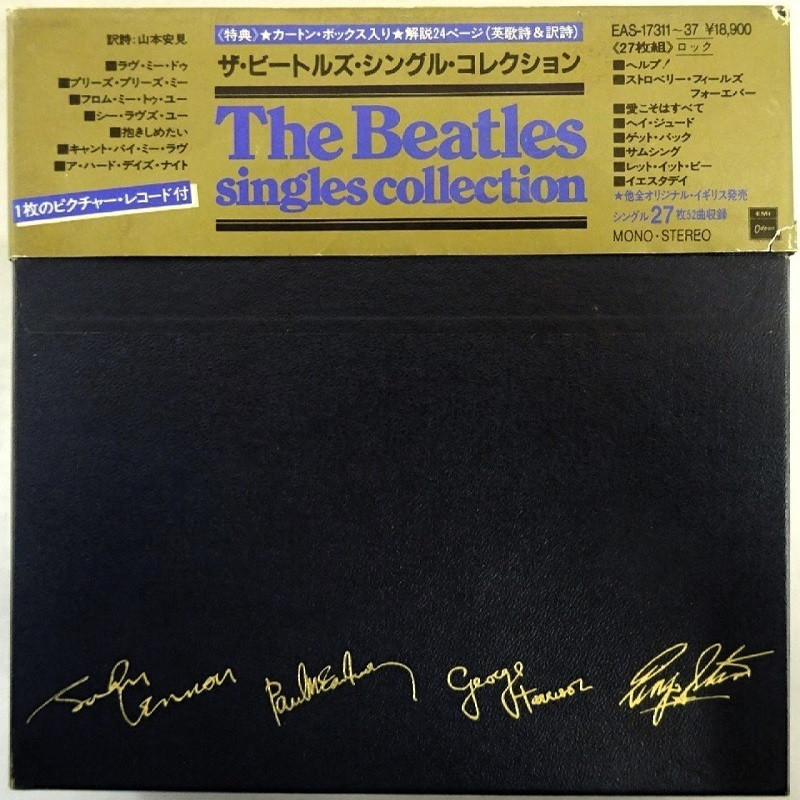 訳詩:山本安見
■ラヴ・ミー・ドゥ
■プリーズ・プリーズ・ミー
■フロム・ミー・トゥ・ユー
■シー・ラヴズ・ユー
■抱きしめたい
■キャント・バイ・ミー・ラヴ
■ア・ハード・デイズ・ナイト
1枚のピクチャー・レコード付
《特典》★カートン・ボックス入り★解説24ページ(英歌詩&訳詩)
ザ・ビートルズ・シングル・コレクション
The Beatles
singles collection
EAS-17311~37 ¥18,900
《27枚組》ロック
■ヘルプ!
■ストロベリー・フィールズ
フォーエバー
■愛こそはすべて
■ヘイ・ジュード
■ゲット・バック
■サムシング
■レット・イット・ビー
■イエスタデイ
★他全オリジナル・イギリス発売
シングル27枚52曲収録
MONO・STEREO
EMI
Odeon
John Lennon
Paul McCartney
George Harrison
Ringo Starr